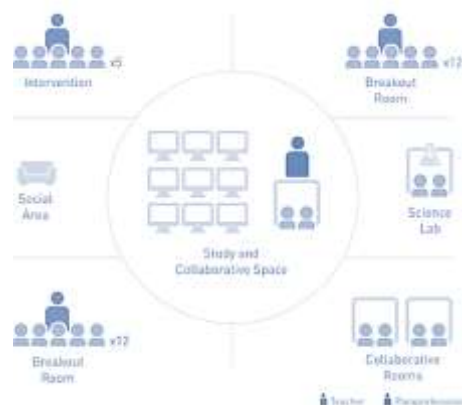 x5
Intervention
x12
Breakout
Room
Social
Area
Study and
Collaborative Space
Science
Lab
x12
Breakout
Room
Collaborative
Rooms
Teacher